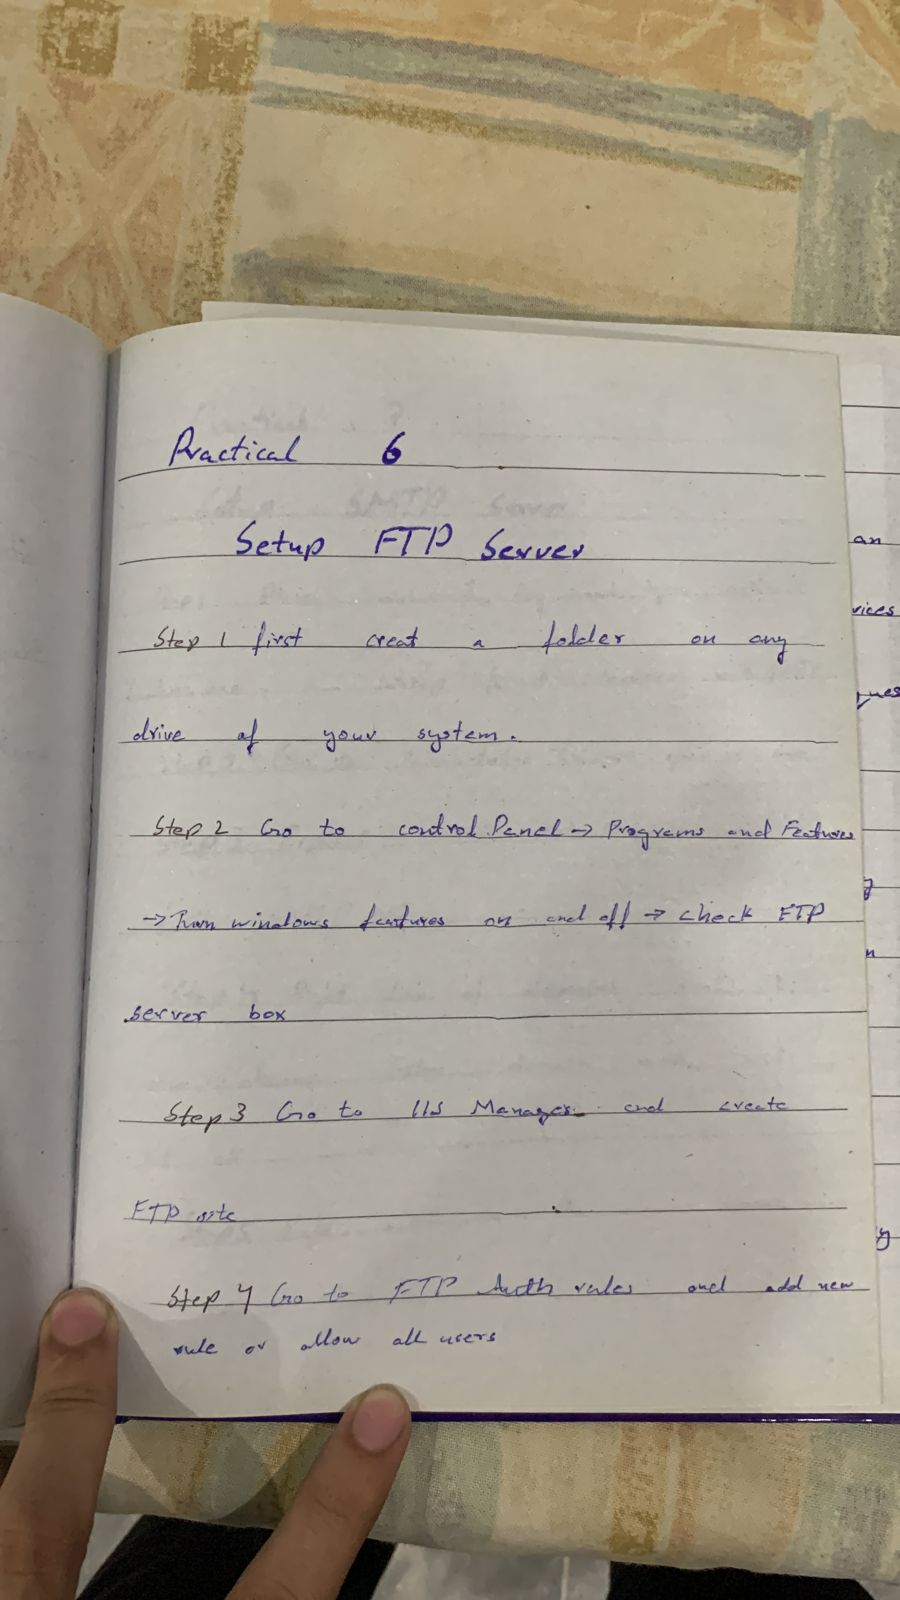 Practical 6
Setup FTP Server
Step 1 first creat a folder on any
drive of your system.
Step 2 Go to control Panel → Programs and Features
→ Turn windows features on and off → check FTP
server box
Step 3 Go to IIS Manager and create
FTP site
Step 4 Go to FTP Auth rules and add new
rule or allow all users
an
vices
ques
g
n
y